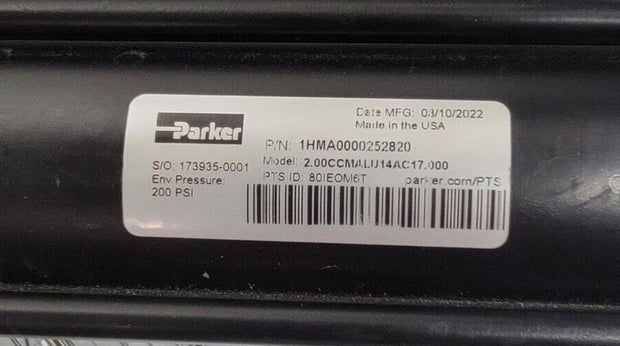 Parker
Date MFG: 08/10/2022
Made in the USA
P/N: 1HMA0000252820
S/O: 173935-0001
Model: 2.00CCMALU14AC17.000
Env Pressure:
200 PSI
PTS ID: 80IEOM6T
parker.com/PTS